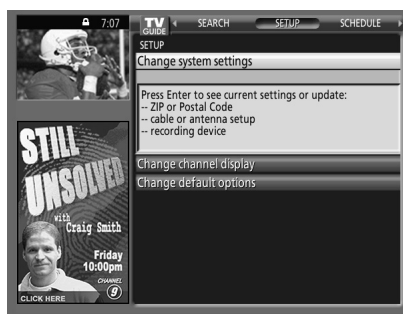 7:07
TV GUIDE
SEARCH
SETUP
SCHEDULE
SETUP
Change system settings
Press Enter to see current settings or update:
-- ZIP or Postal Code
-- cable or antenna setup
-- recording device
Change channel display
Change default options
STILL
UNSOLVED
with
Craig Smith
Friday
10:00pm
CHANNEL
9
CLICK HERE